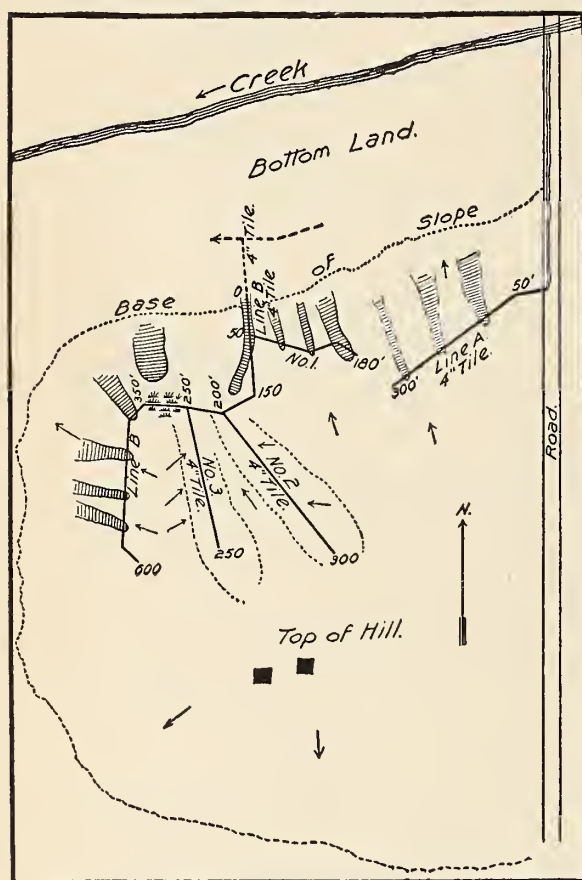 Creek
Bottom Land.
4" Tile.
Slope
of
Base
0
50
Line B
4" Tile
No.1.
180'
50'
Line A.
4" Tile.
300'
350'
250'
200'
150
Line B
No. 3
4" Tile
No. 2
4" Tile
600
250
300
Road.
N.
Top of Hill.